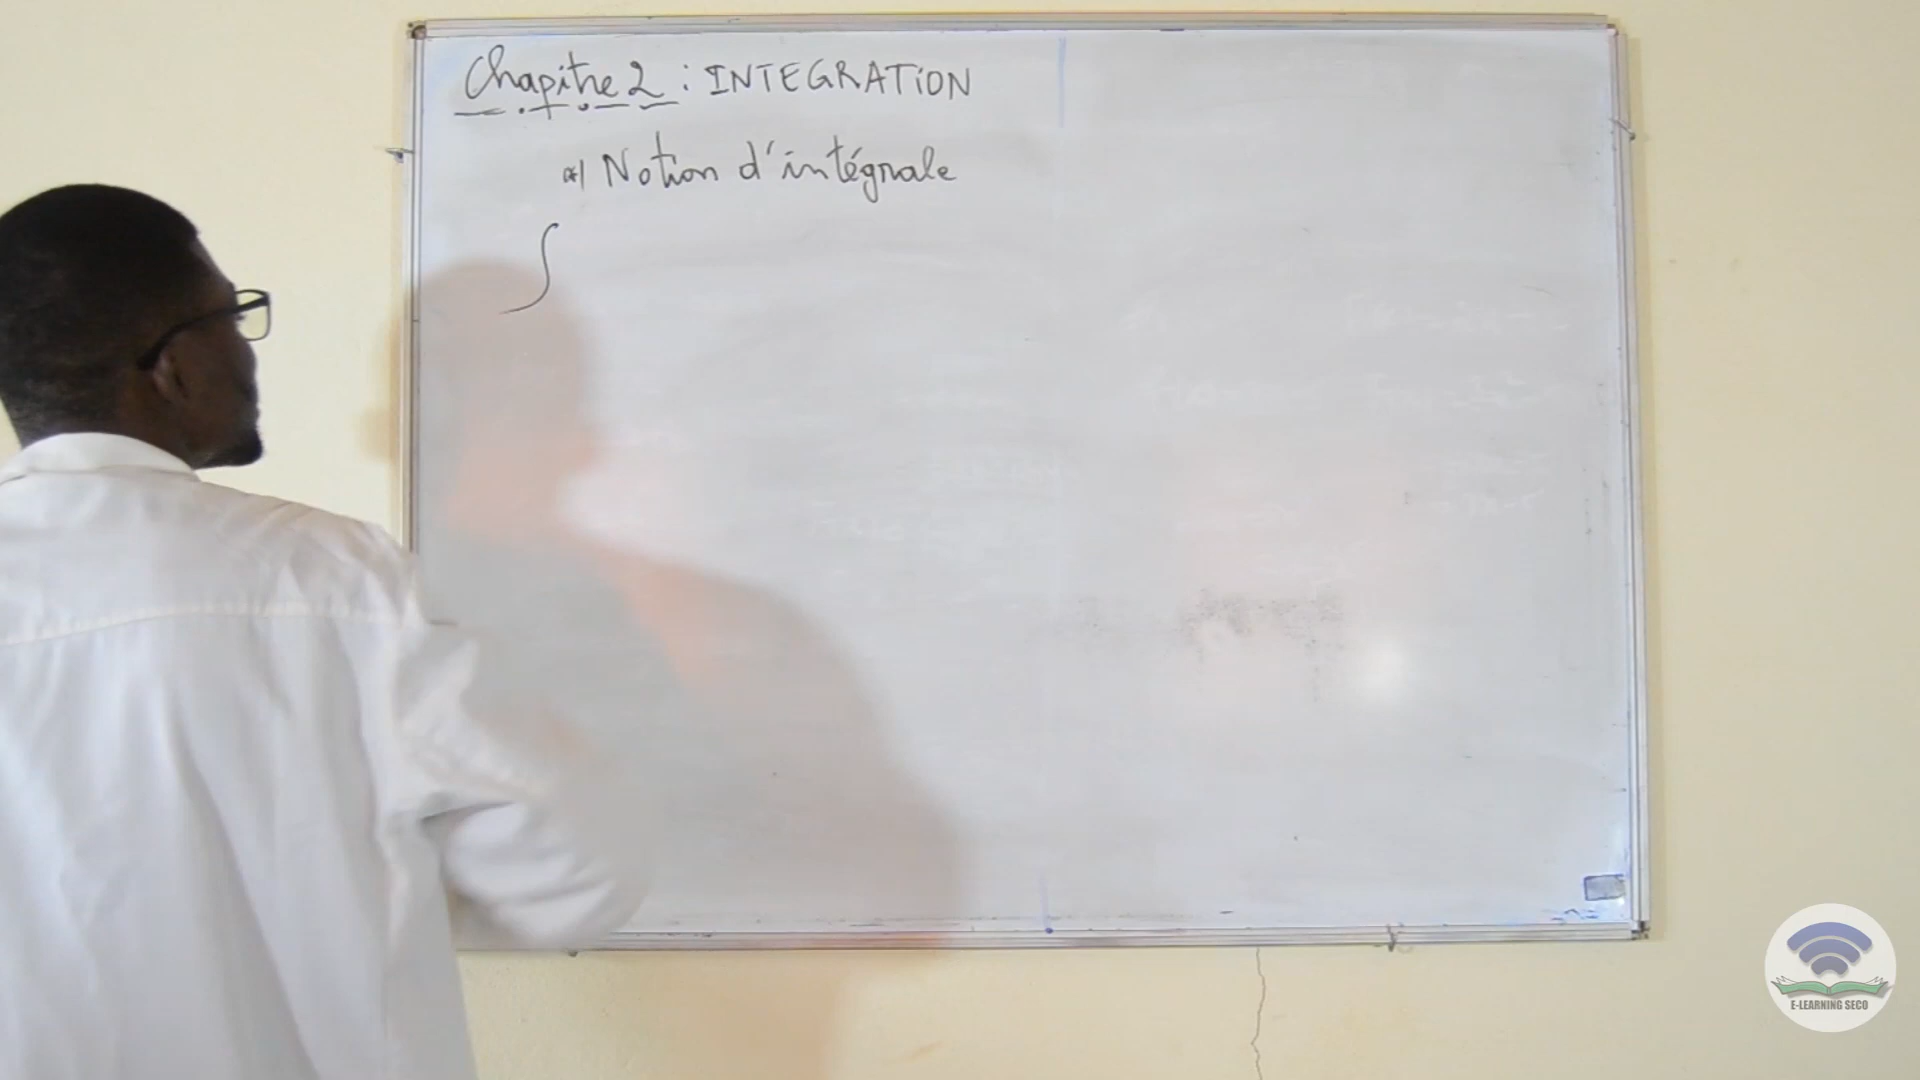 Chapitre 2 : INTEGRATION
a) Notion d'intégrale
∫
E-LEARNING SECO